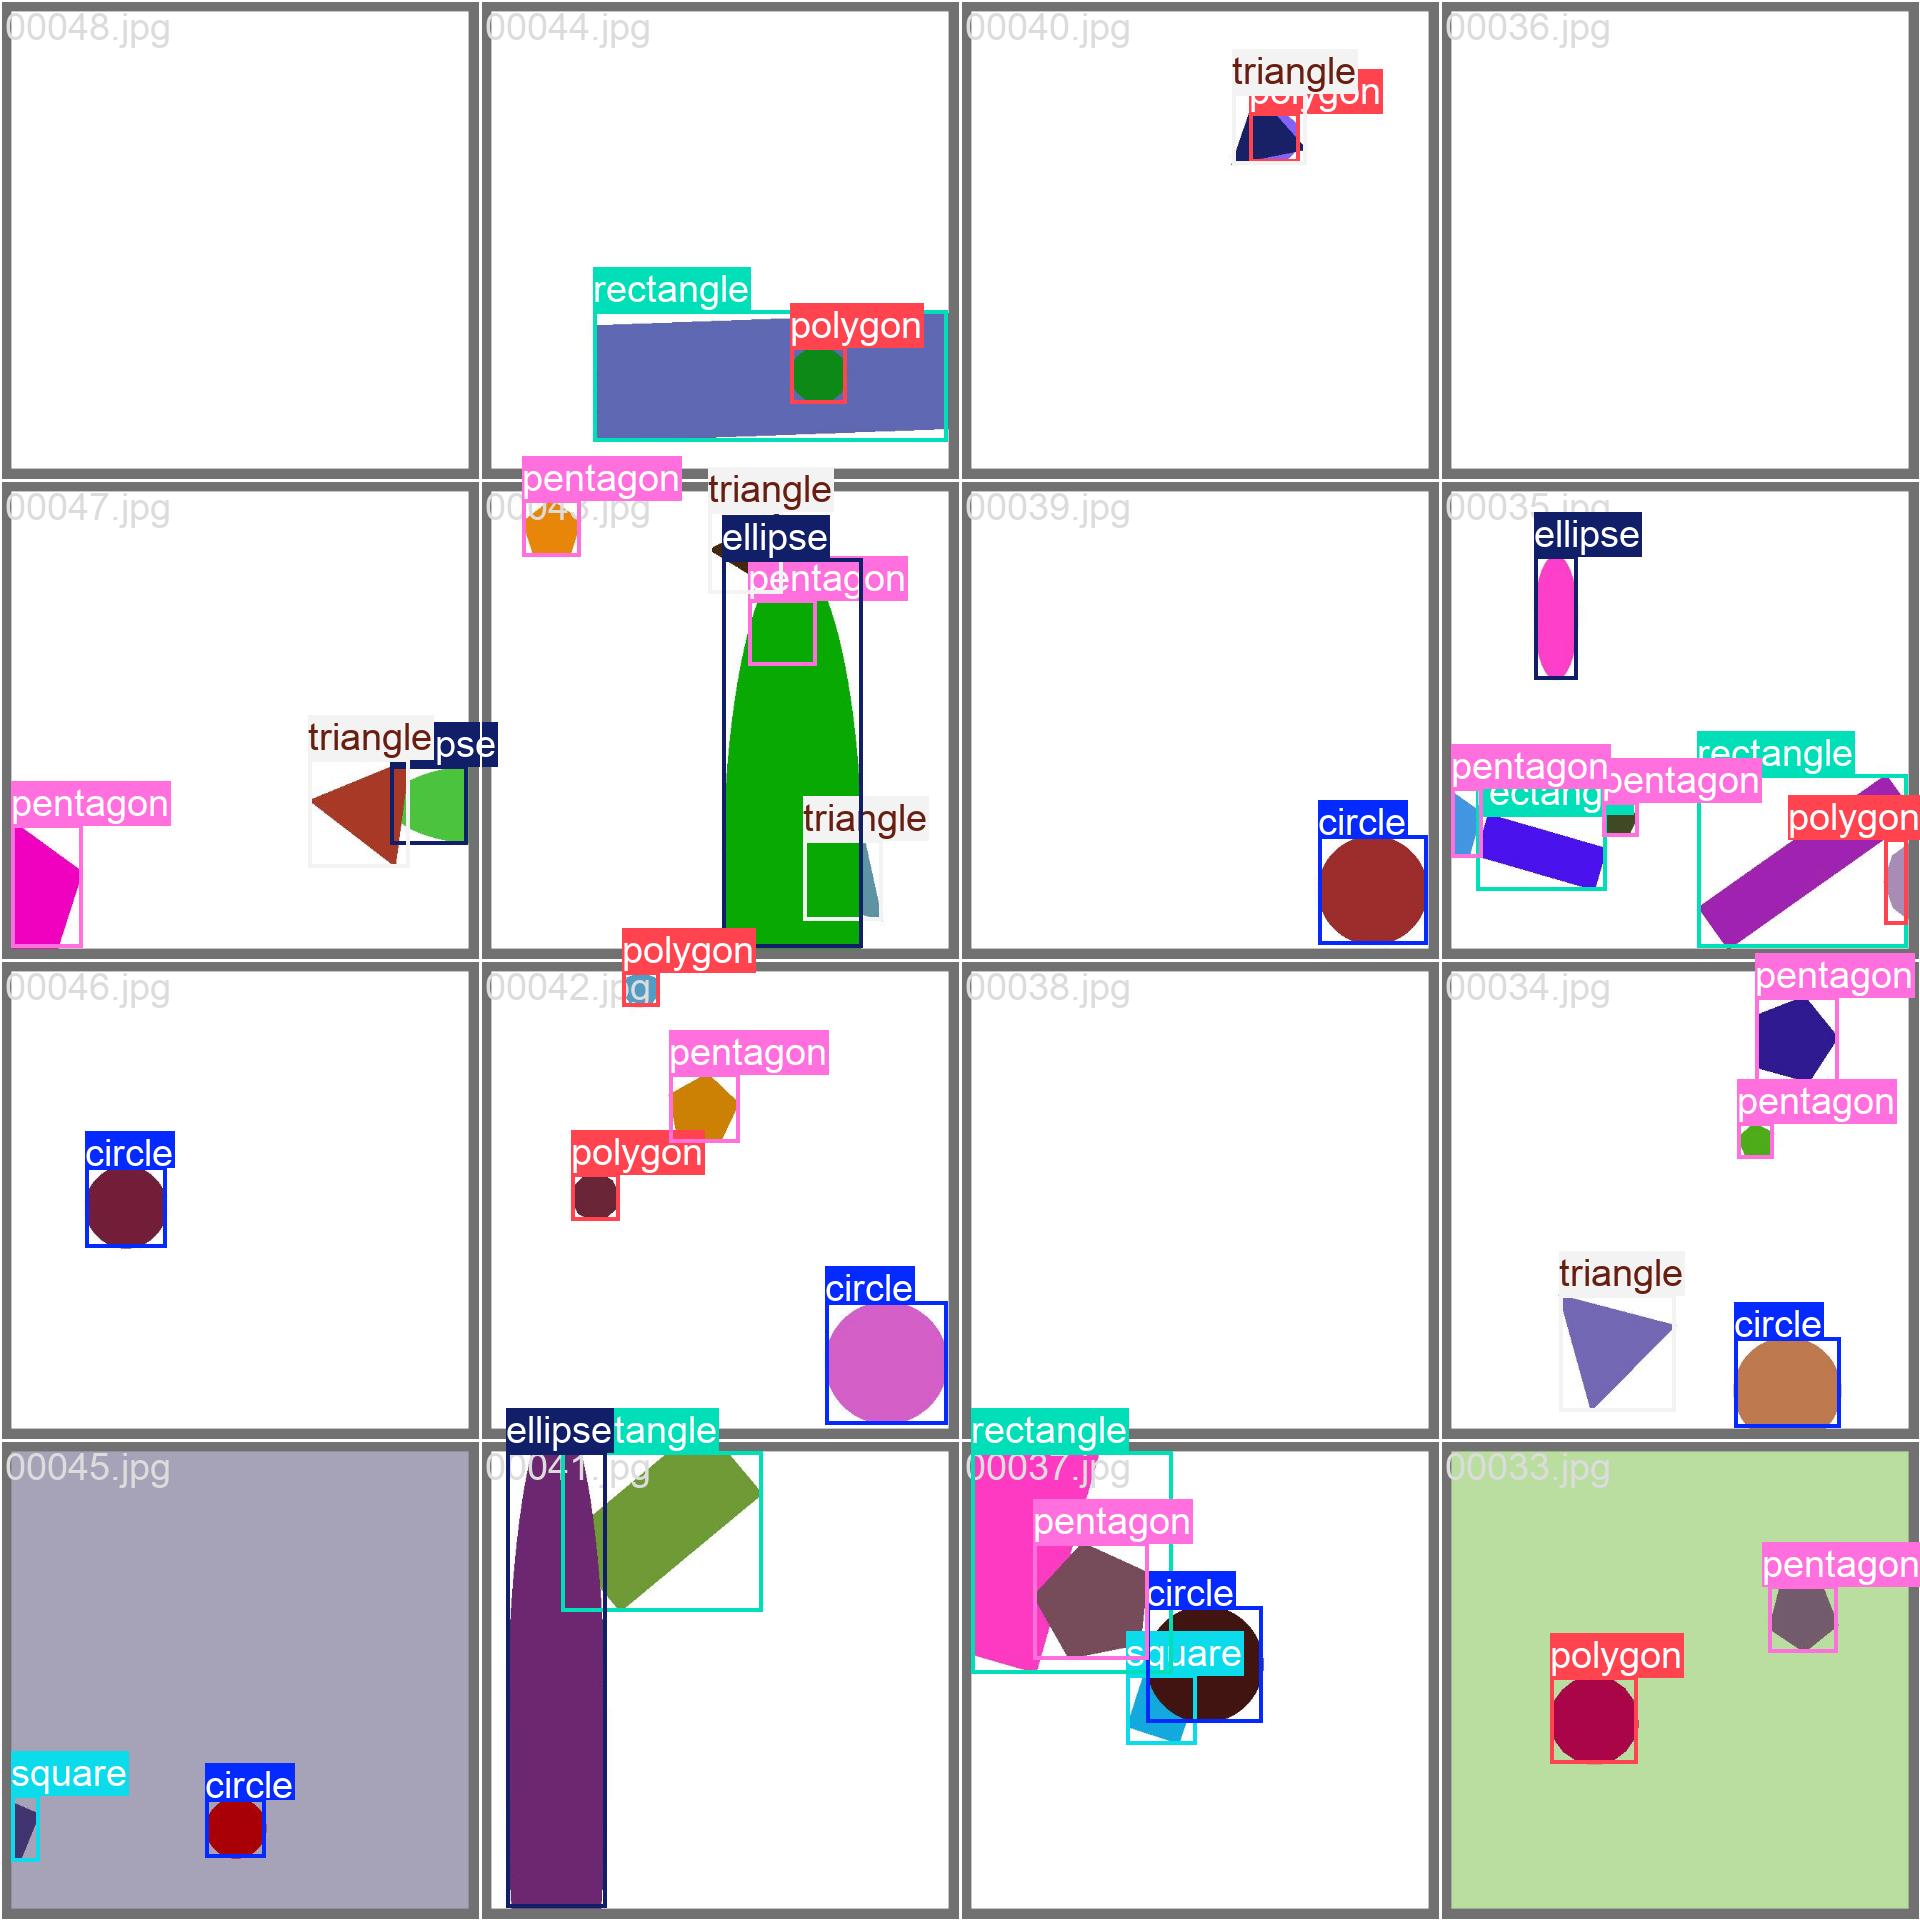 00048.jpg
00044.jpg
00040.jpg
00036.jpg
triangle
polygon
rectangle
polygon
00047.jpg
pentagon
triangle
ellipse
pentagon
00039.jpg
00035.jpg
ellipse
triangle
pse
pentagon
triangle
circle
rectangle
pentagon
ectang
pentagon
polygon
00046.jpg
polygon
00042.jpg
00038.jpg
00034.jpg
pentagon
pentagon
pentagon
circle
polygon
triangle
circle
circle
00045.jpg
ellipse
tangle
00041.jpg
rectangle
00037.jpg
00033.jpg
pentagon
pentagon
circle
square
polygon
square
circle